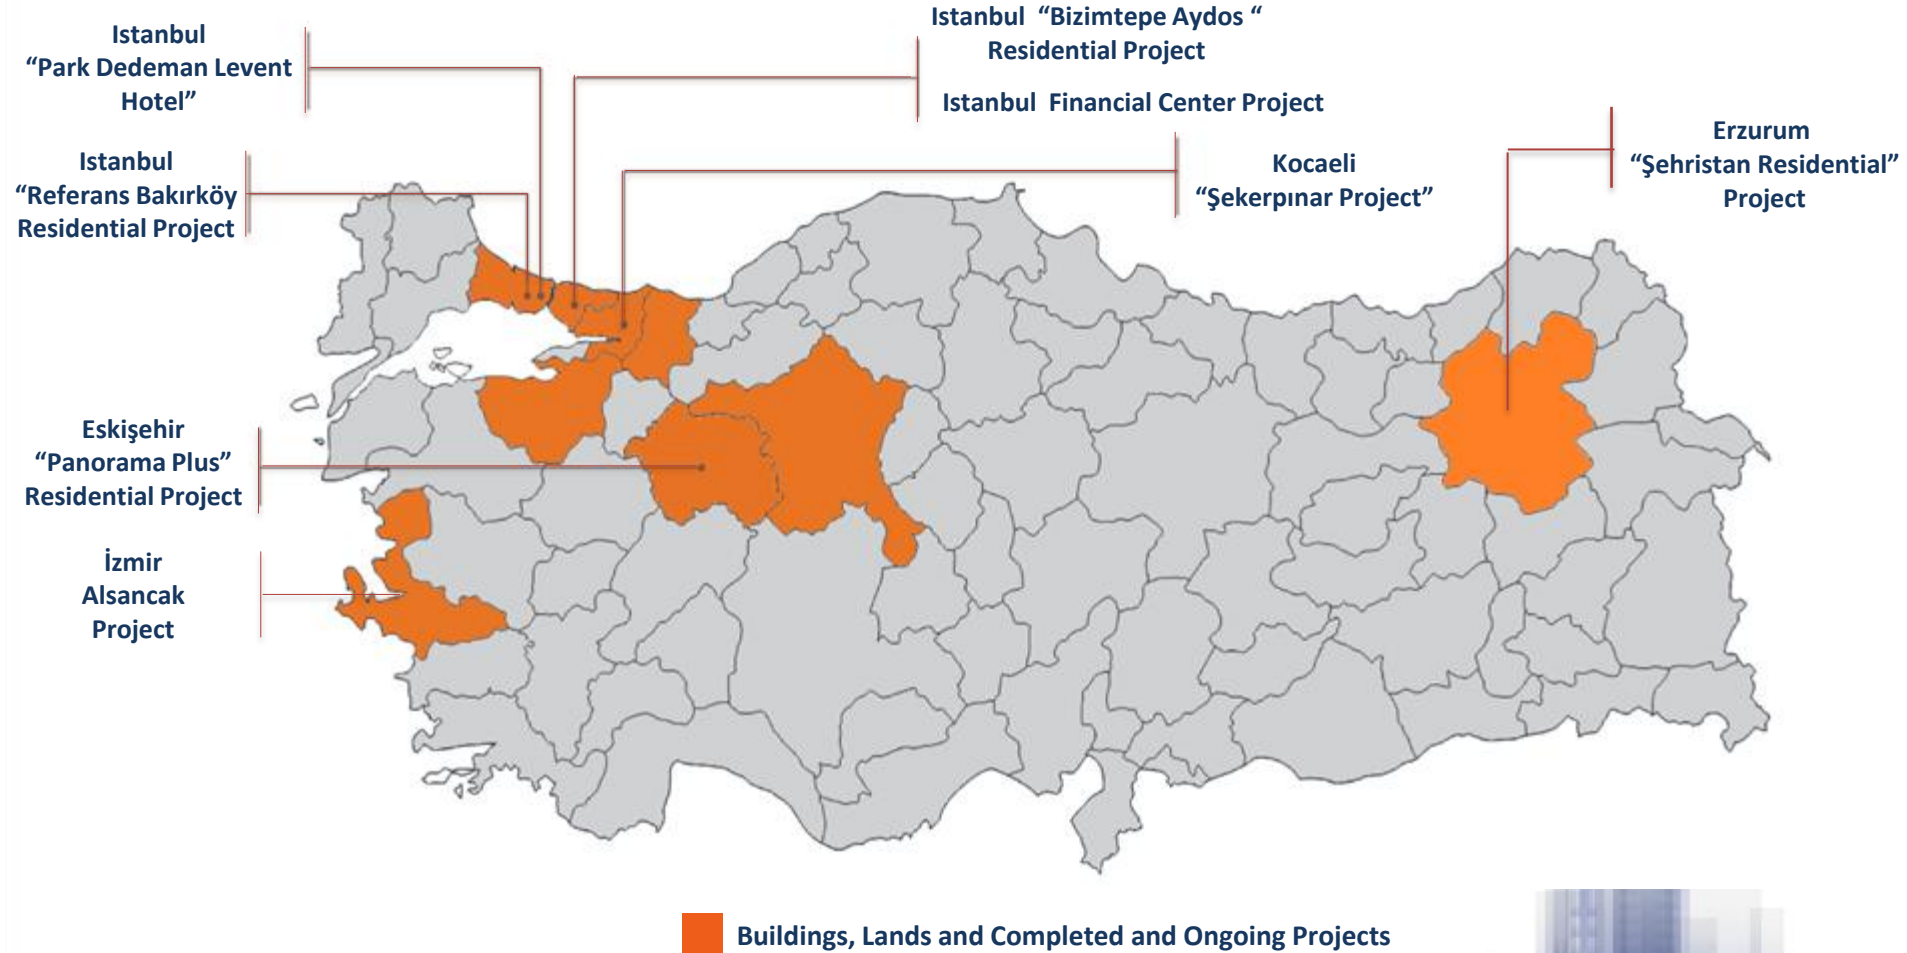 Istanbul
“Park Dedeman Levent
Hotel”
Istanbul “Bizimtepe Aydos “
Residential Project
Istanbul Financial Center Project
Istanbul
“Referans Bakırköy
Residential Project
Kocaeli
“Şekerpınar Project”
Erzurum
“Şehristan Residential”
Project
Eskişehir
“Panorama Plus”
Residential Project
İzmir
Alsancak
Project
Buildings, Lands and Completed and Ongoing Projects